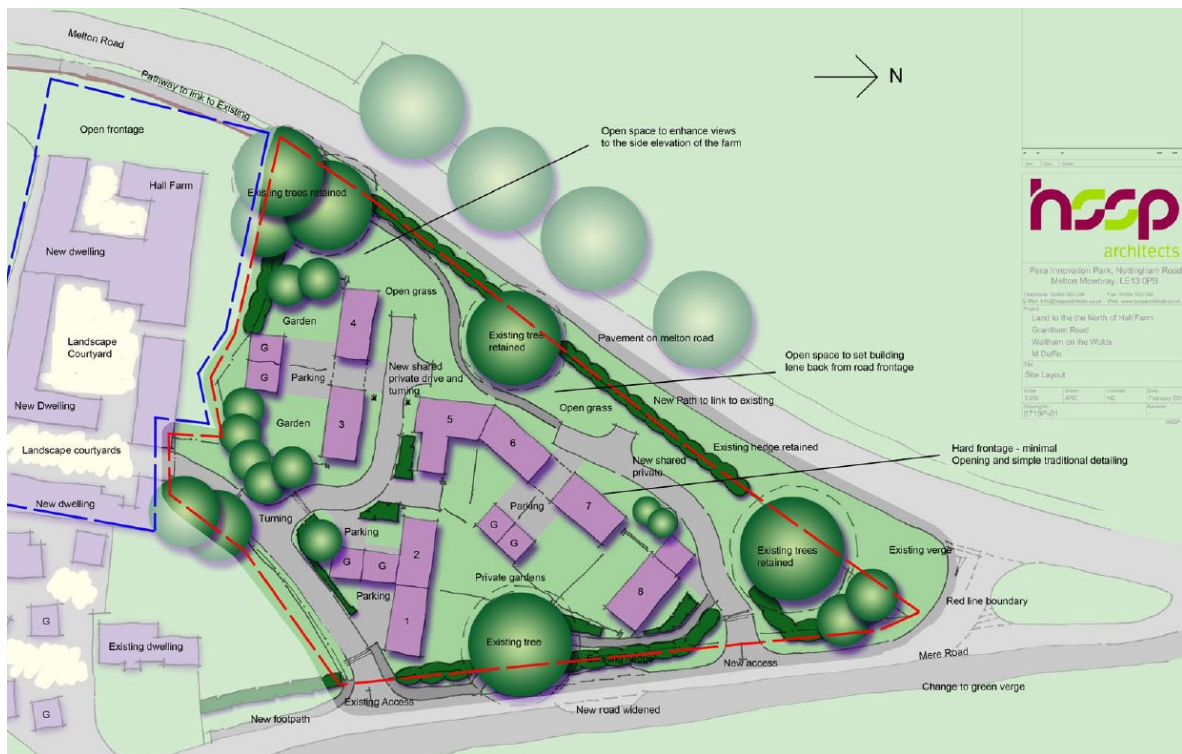 Melton Road
Pathway to link to Existing
Open frontage
Hall Farm
Existing trees retained
New dwelling
Landscape
Courtyard
New Dwelling
Landscape courtyards
New dwelling
G
Existing dwelling
G
New footpath
Existing Access
N
Open space to enhance views
to the side elevation of the farm
Open grass
Garden
4
G
G
Parking
New shared
private drive and
turning
Garden
3
Existing tree
retained
Pavement on melton road
Open space to set building
lene back from road frontage
New Path to link to existing
Open grass
5
6
Existing hedge retained
New shared
private
Hard frontage - minimal
Opening and simple traditional detailing
7
Parking
G
G
Turning
Parking
2
G
G
Parking
1
Private gardens
8
Existing tree
Existing trees
retained
Existing verge
Red line boundary
New access
Mere Road
Change to green verge
New road widened
hssp
architects
Pera Innovation Park, Nottingham Road
Melton Mowbray, LE13 0PB
Project
Land to the the North of Hall Farm
Grantham Road
Waltham on the Wolds
M Duffin
Title
Site Layout
Date
6719P-01